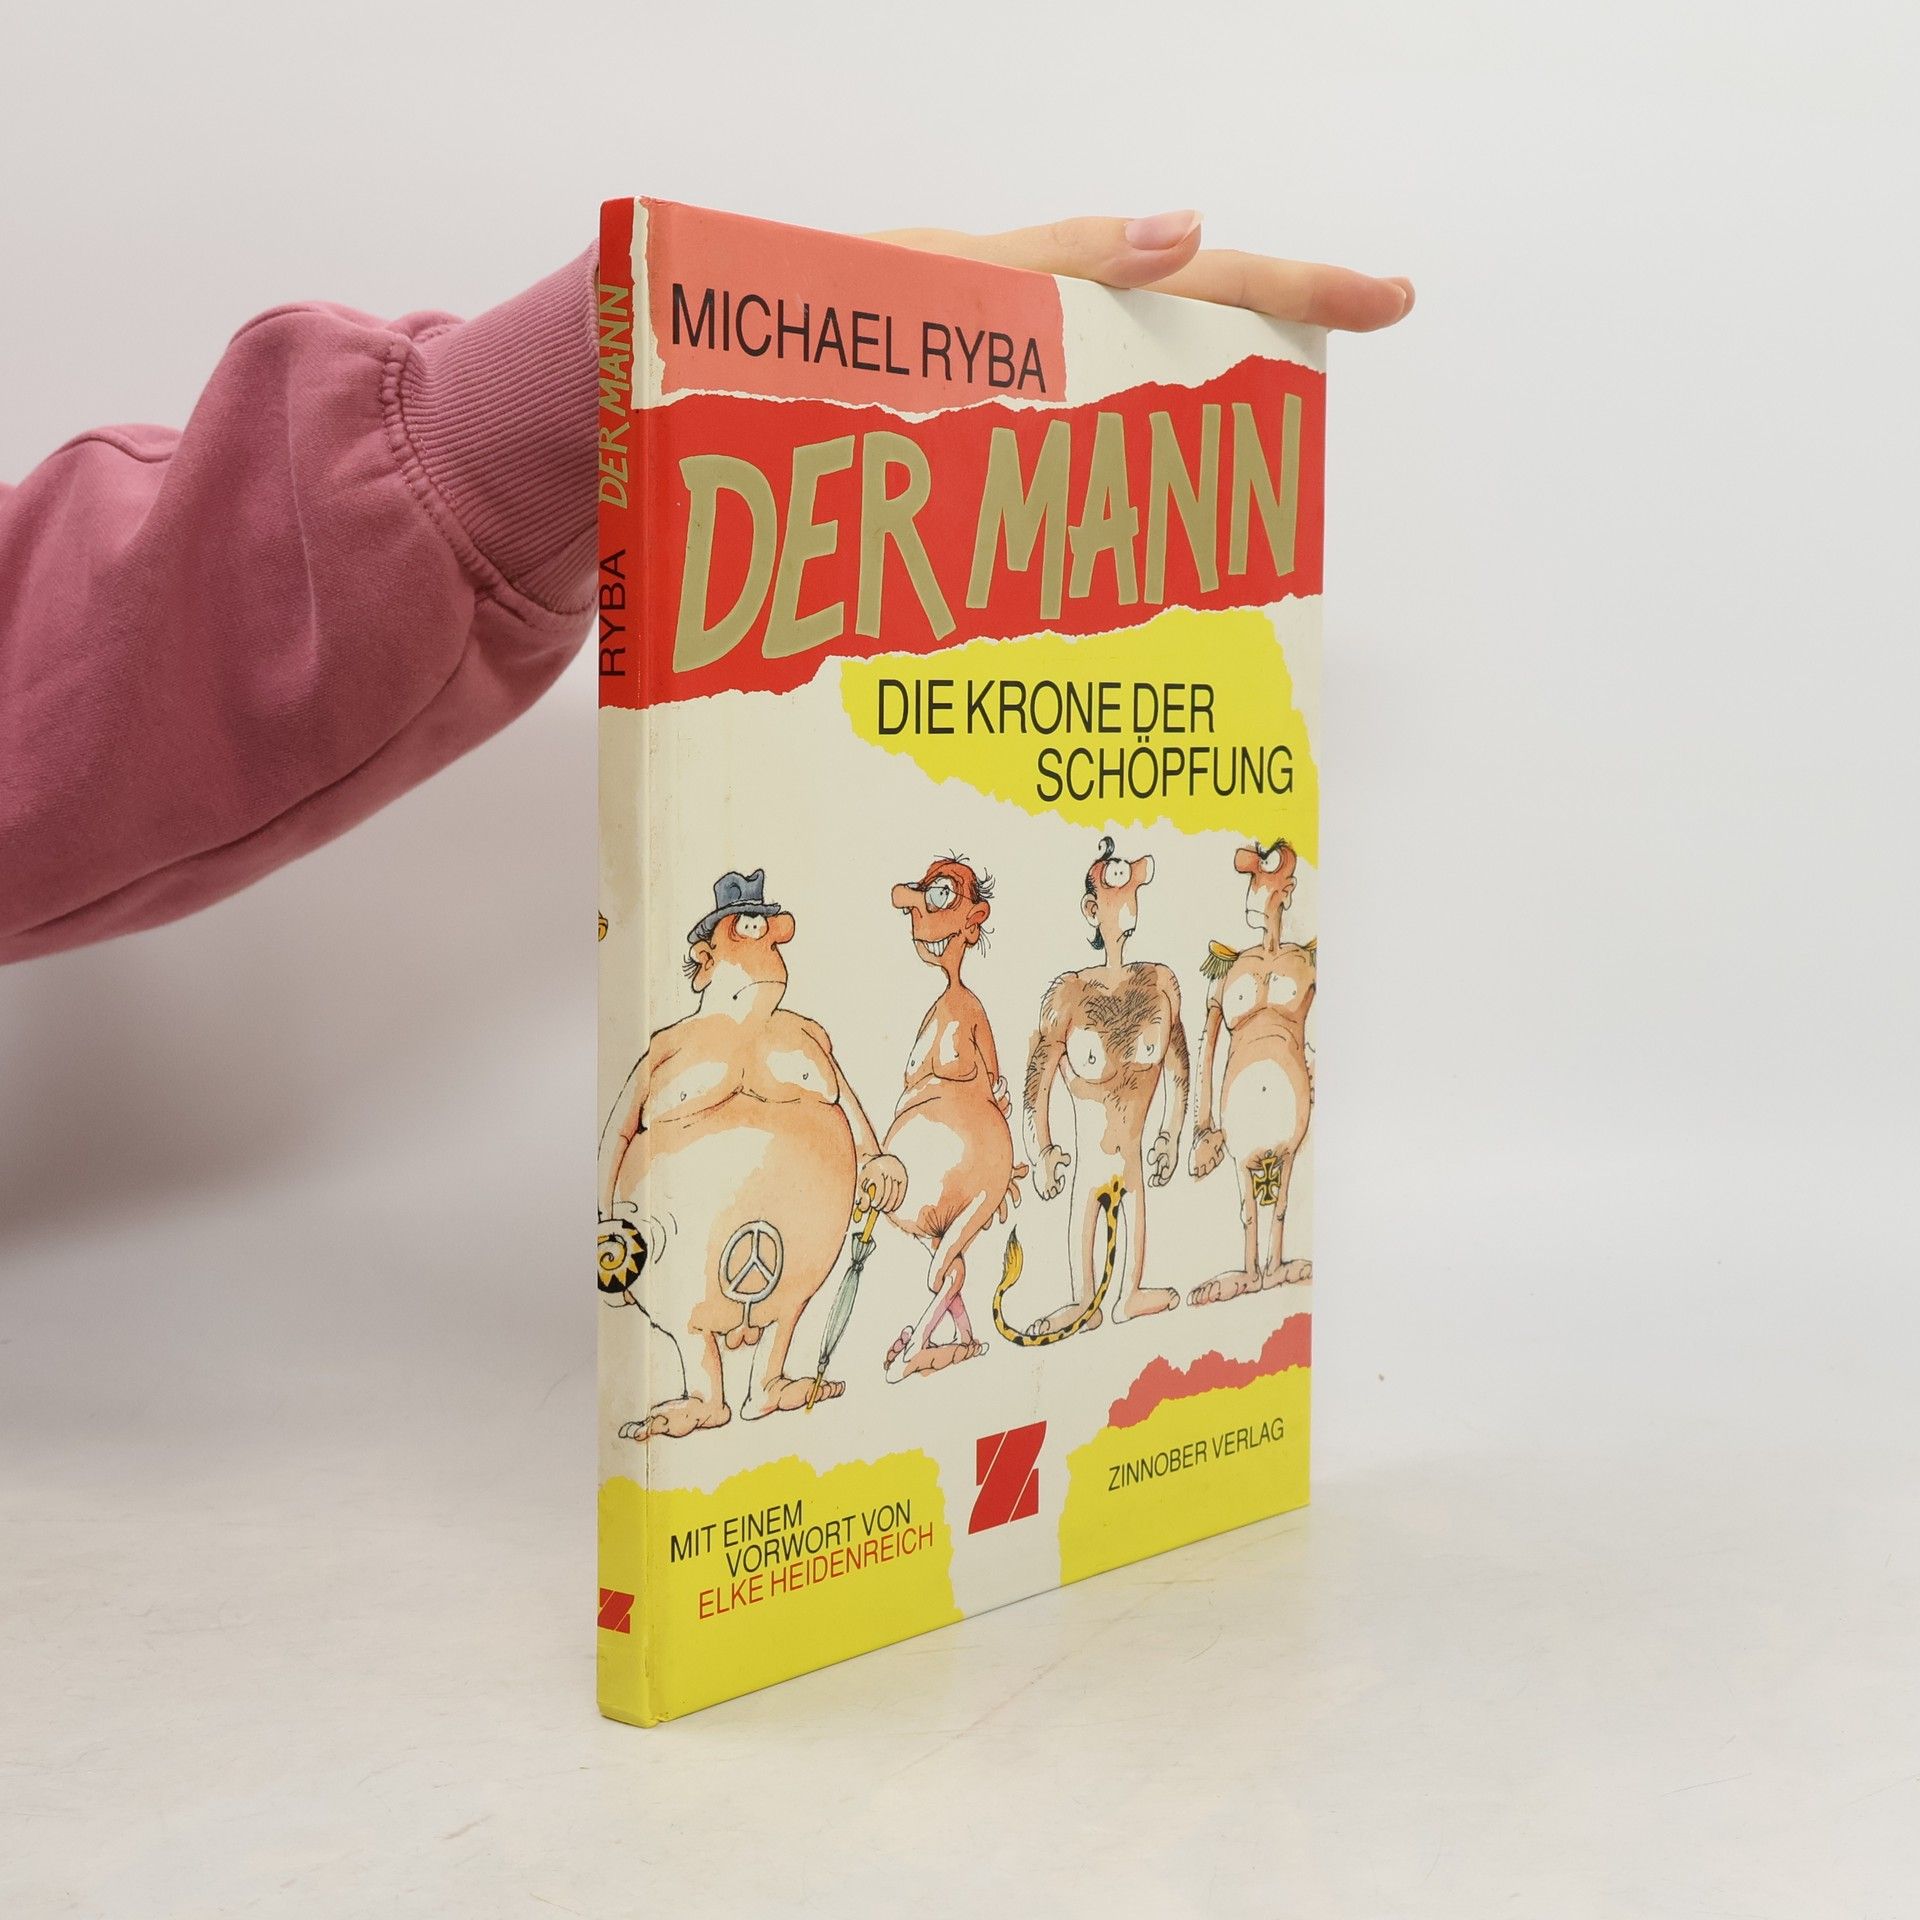 MICHAEL RYBA
DER MANN
DIE KRONE DER
SCHÖPFUNG
MIT EINEM
VORWORT VON
ELKE HEIDENREICH
Z
ZINNOBER VERLAG
RYBA DER MANN
Z